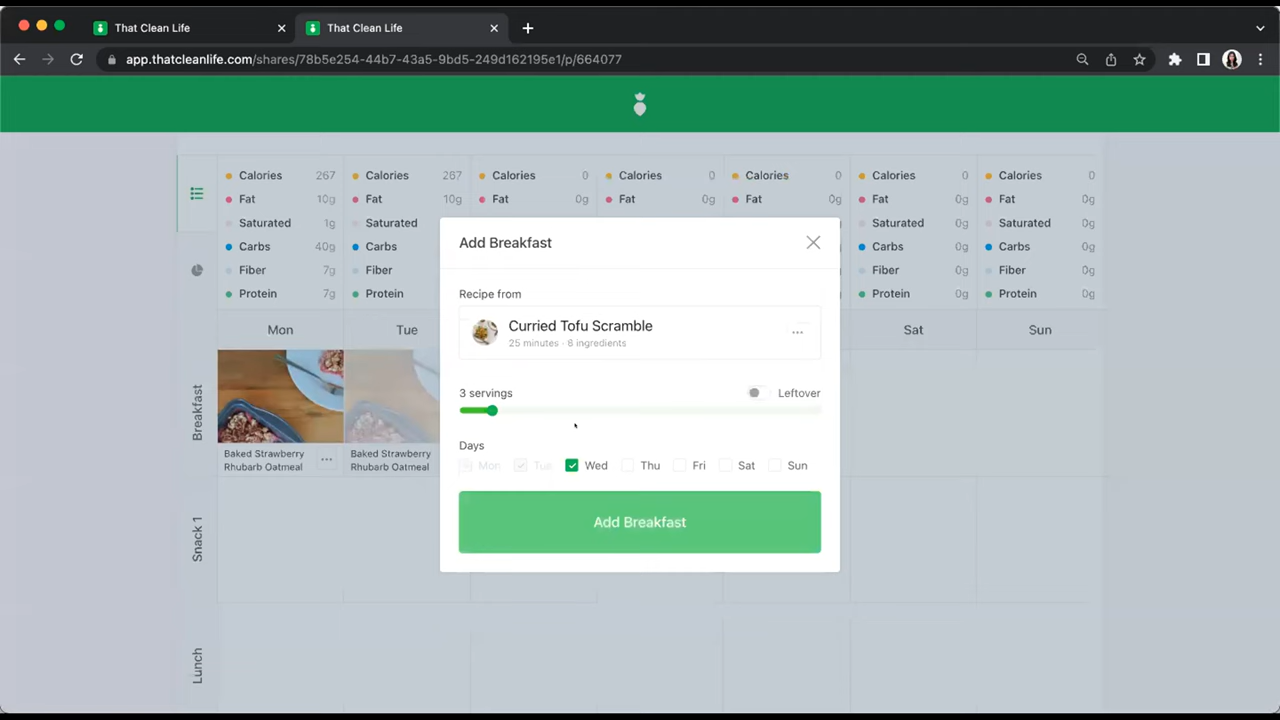 That Clean Life
That Clean Life
app.thatcleanlife.com/shares/78b5e254-44b7-43a5-9bd5-249d162195e1/p/664077
Calories 267 Calories 267 Calories 0 Calories 0 Calories 0 Calories 0 Calories 0
Fat 10g Fat 10g Fat 0g Fat 0g Fat 0g Fat 0g Fat 0g
Saturated 1g Saturated Saturated 0g Saturated 0g
Carbs 40g Carbs Carbs 0g Carbs 0g
Fiber 7g Fiber Fiber 0g Fiber 0g
Protein 7g Protein Protein 0g Protein 0g
Mon Tue Sat Sun
Breakfast
Baked Strawberry
Rhubarb Oatmeal
Baked Strawberry
Rhubarb Oatmeal
Snack 1
Lunch
Add Breakfast
Recipe from
Curried Tofu Scramble
25 minutes · 8 ingredients
3 servings Leftover
Days
Mon Tue Wed Thu Fri Sat Sun
Add Breakfast